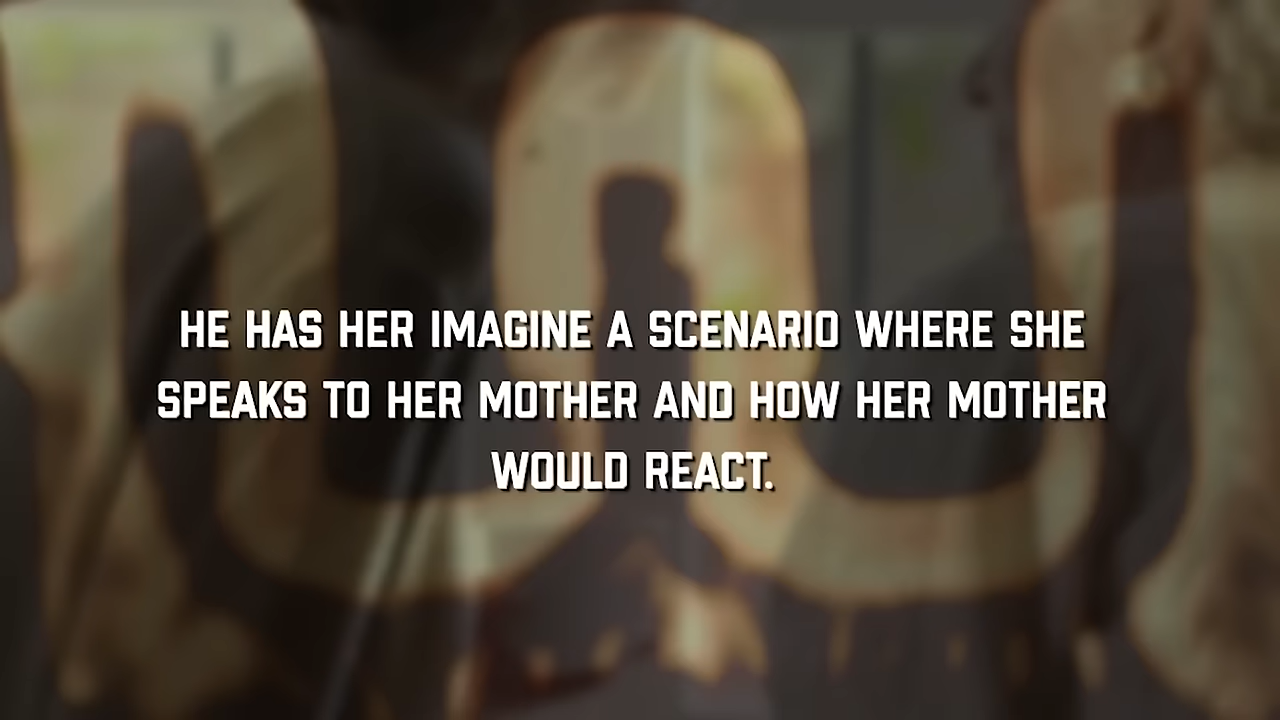 HE HAS HER IMAGINE A SCENARIO WHERE SHE
SPEAKS TO HER MOTHER AND HOW HER MOTHER
WOULD REACT.